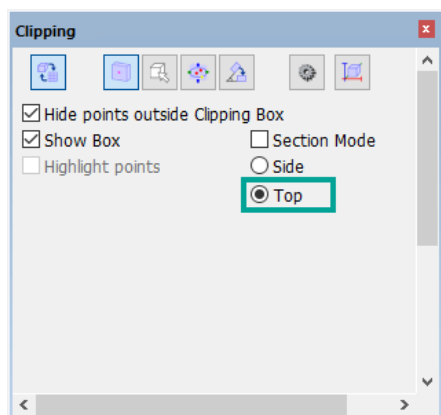 Clipping
Hide points outside Clipping Box
Show Box
Section Mode
Highlight points
Side
Top